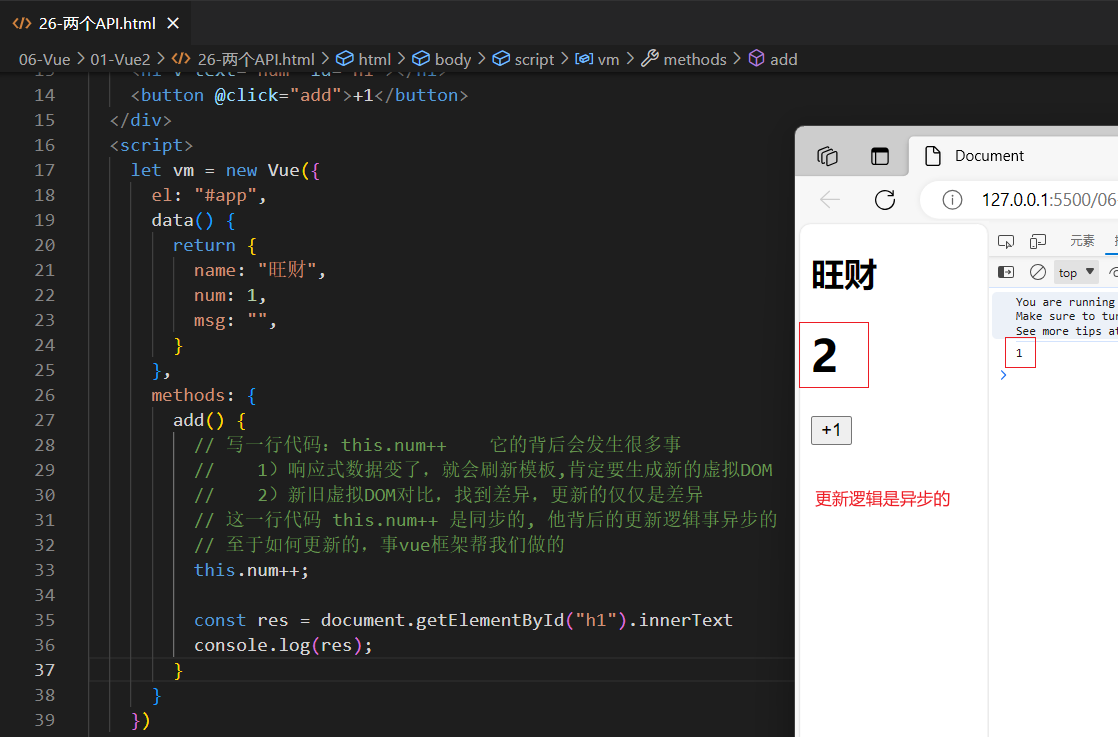 26-两个API.html
06-Vue > 01-Vue2 > 26-两个API.html > html > body > script > vm > methods > add
14 <button @click="add">+1</button>
15 </div>
16 <script>
17 let vm = new Vue({
18 el: "#app",
19 data() {
20 return {
21 name: "旺财",
22 num: 1,
23 msg: "",
24 }
25 },
26 methods: {
27 add() {
28 // 写一行代码：this.num++    它的背后会发生很多事
29 //    1）响应式数据变了，就会刷新模板,肯定要生成新的虚拟DOM
30 //    2）新旧虚拟DOM对比，找到差异，更新的仅仅是差异
31 // 这一行代码 this.num++ 是同步的, 他背后的更新逻辑事异步的
32 // 至于如何更新的，事vue框架帮我们做的
33 this.num++;
34
35 const res = document.getElementById("h1").innerText
36 console.log(res);
37 }
38 }
39 })
Document
127.0.0.1:5500/06
元素
top
旺财
2
+1
更新逻辑是异步的
You are running
Make sure to tur
See more tips at
1